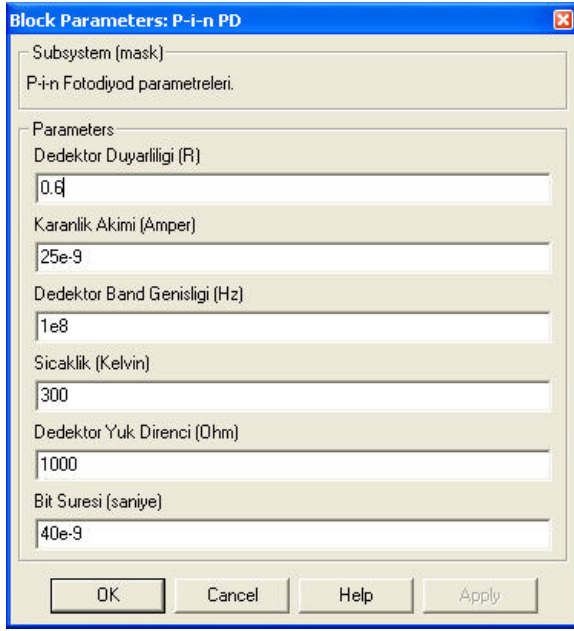 Block Parameters: P-i-n PD
Subsystem (mask)
P-i-n Fotodiyod parametreleri.
Parameters
Dedektor Duyarliligi (R)
0.6
Karanlik Akimi (Amper)
25e-9
Dedektor Band Genisligi (Hz)
1e8
Sicaklik (Kelvin)
300
Dedektor Yuk Direnci (Ohm)
1000
Bit Suresi (saniye)
40e-9
OK Cancel Help Apply